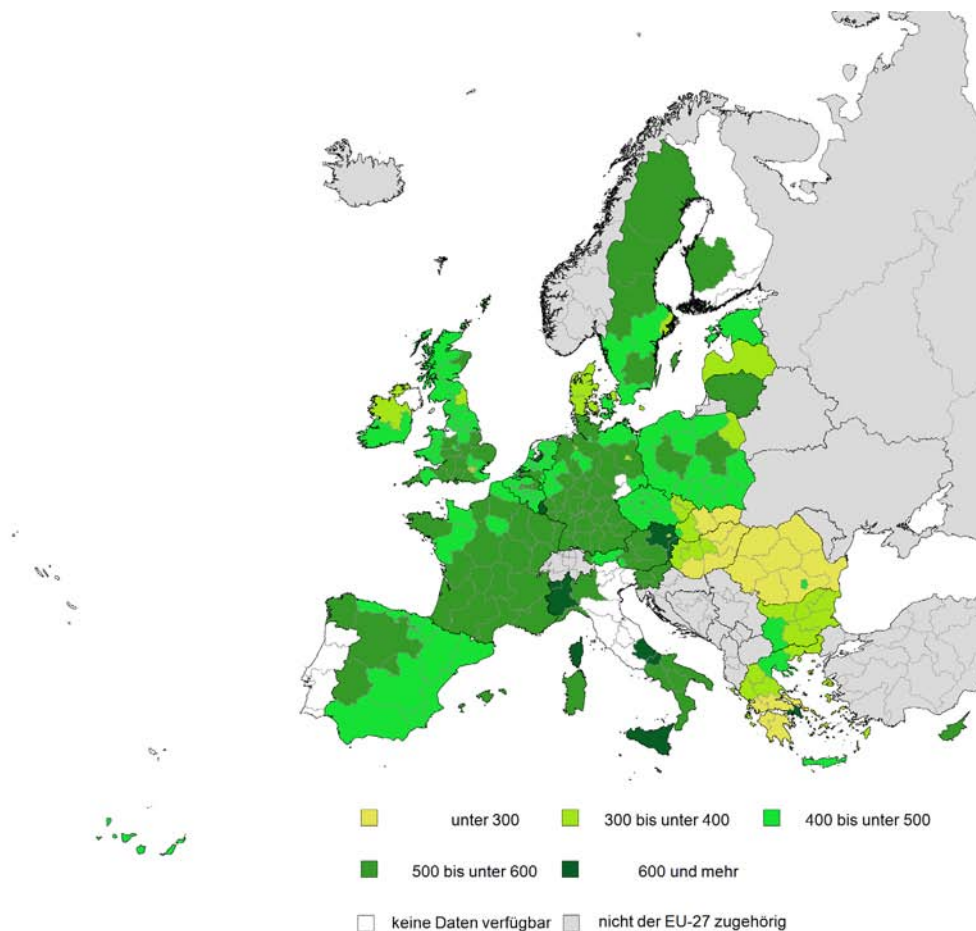 unter 300
300 bis unter 400
400 bis unter 500
500 bis unter 600
600 und mehr
keine Daten verfügbar
nicht der EU-27 zugehörig